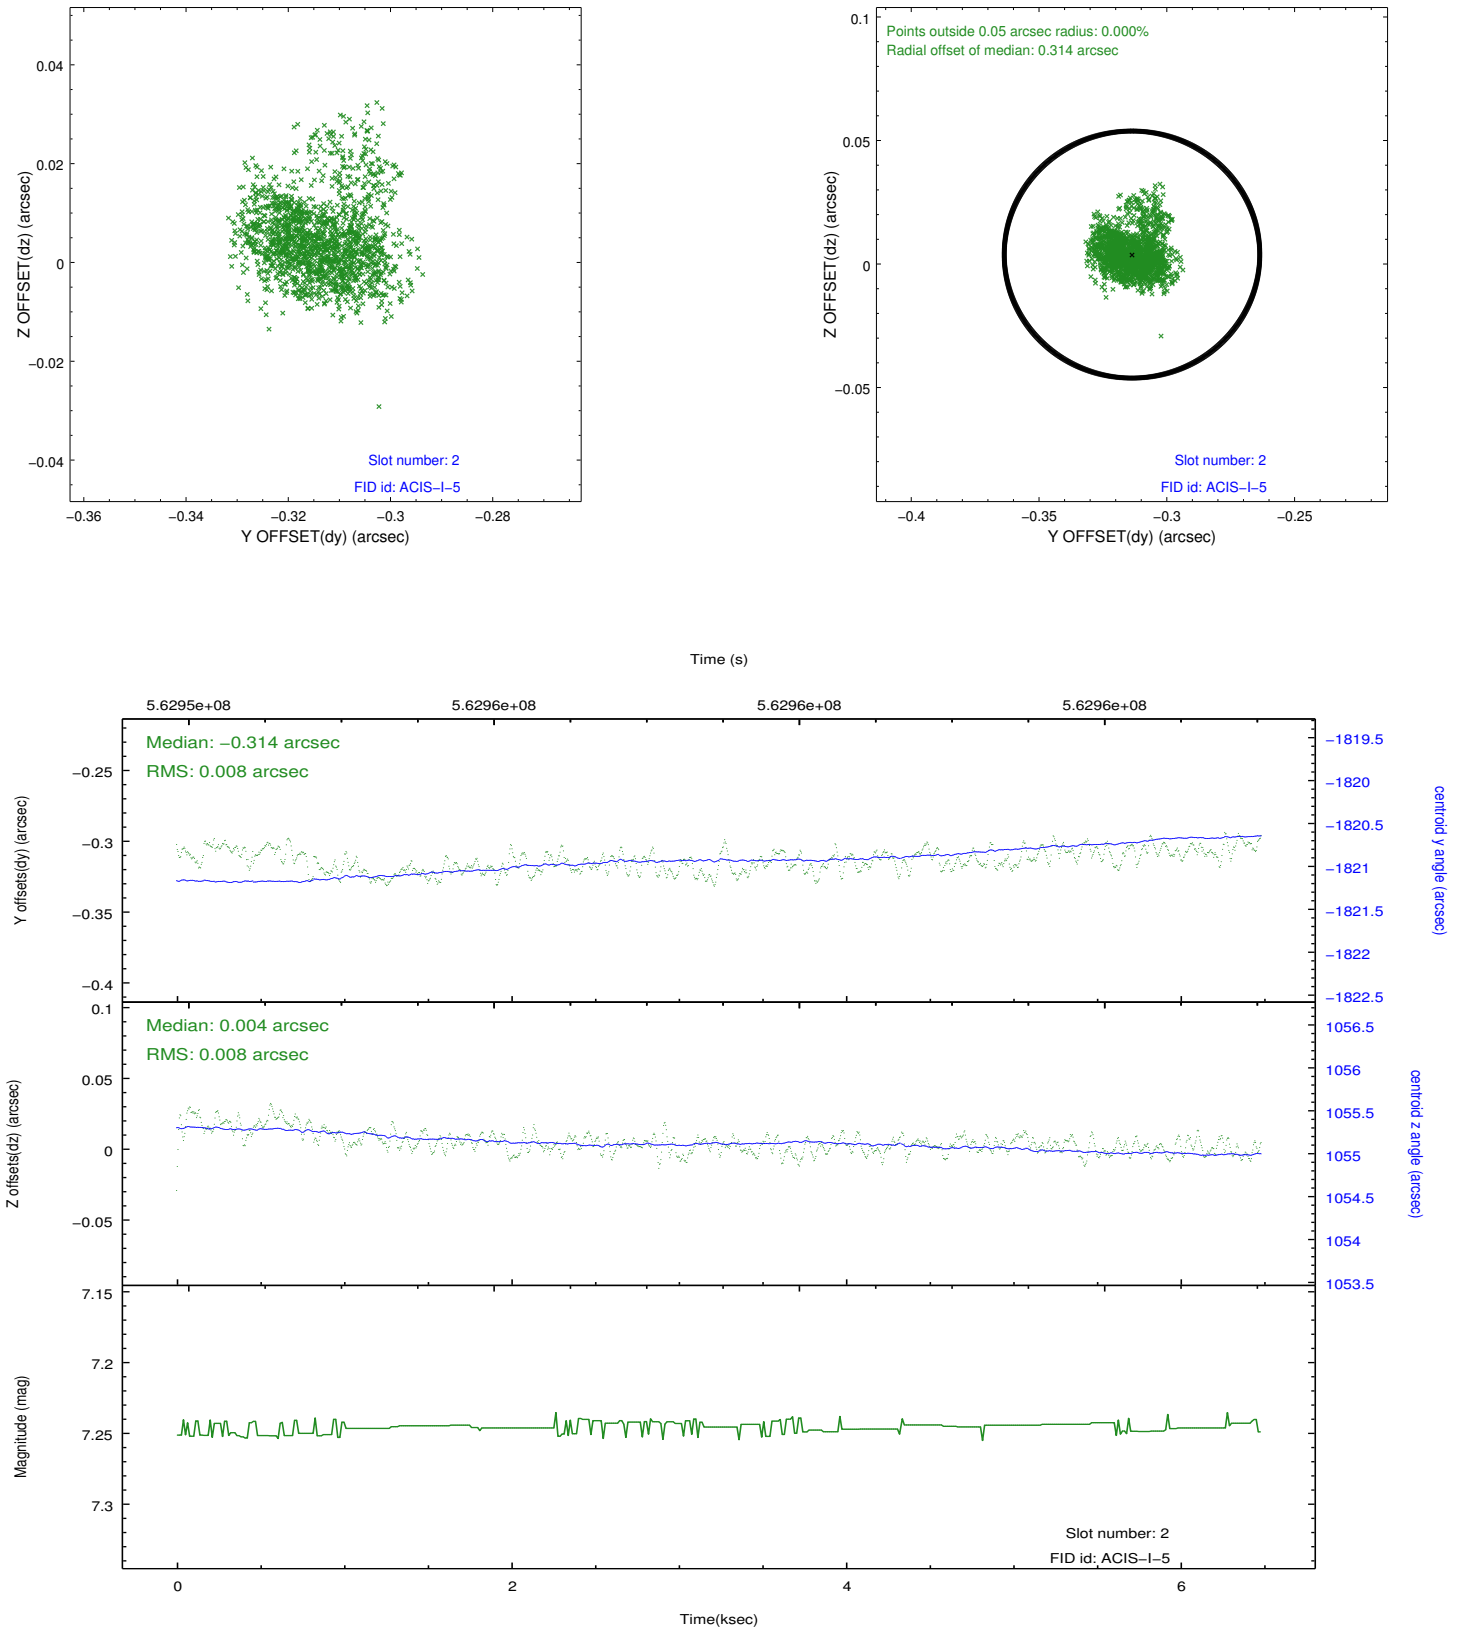 0.04
0.02
0
−0.02
−0.04
Z OFFSET(dz) (arcsec)
Slot number: 2
FID id: ACIS−I−5
−0.36
−0.34
−0.32
−0.3
−0.28
Y OFFSET(dy) (arcsec)
0.1
0.05
0
−0.05
Z OFFSET(dz) (arcsec)
Points outside 0.05 arcsec radius: 0.000%
Radial offset of median: 0.314 arcsec
Slot number: 2
FID id: ACIS−I−5
−0.4
−0.35
−0.3
−0.25
Y OFFSET(dy) (arcsec)
Time (s)
5.6295e+08
5.6296e+08
5.6296e+08
5.6296e+08
Median: −0.314 arcsec
RMS: 0.008 arcsec
−0.25
−0.3
−0.35
−0.4
Y offsets(dy) (arcsec)
−1819.5
−1820
−1820.5
−1821
−1821.5
−1822
−1822.5
centroid y angle (arcsec)
Median: 0.004 arcsec
RMS: 0.008 arcsec
0.1
0.05
0
−0.05
Z offsets(dz) (arcsec)
1056.5
1056
1055.5
1055
1054.5
1054
1053.5
centroid z angle (arcsec)
7.15
7.2
7.25
7.3
Magnitude (mag)
Slot number: 2
FID id: ACIS−I−5
0
2
4
6
Time(ksec)